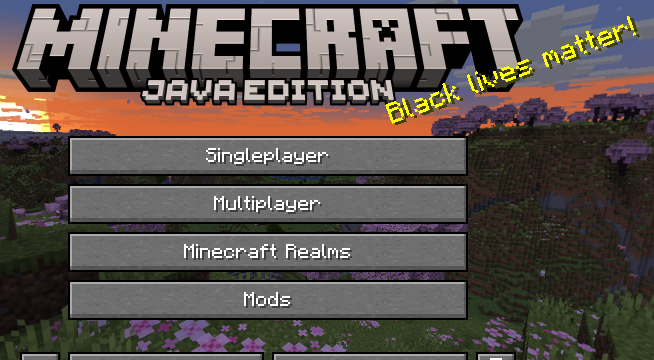 MINECRAFT
JAVA EDITION
Black lives matter!
Singleplayer
Multiplayer
Minecraft Realms
Mods